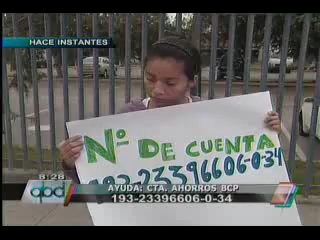 HACE INSTANTES
Nº DE CUENTA
193-23396606-0-34
8:28
abd
AYUDA: CTA. AHORROS BCP
193-23396606-0-34